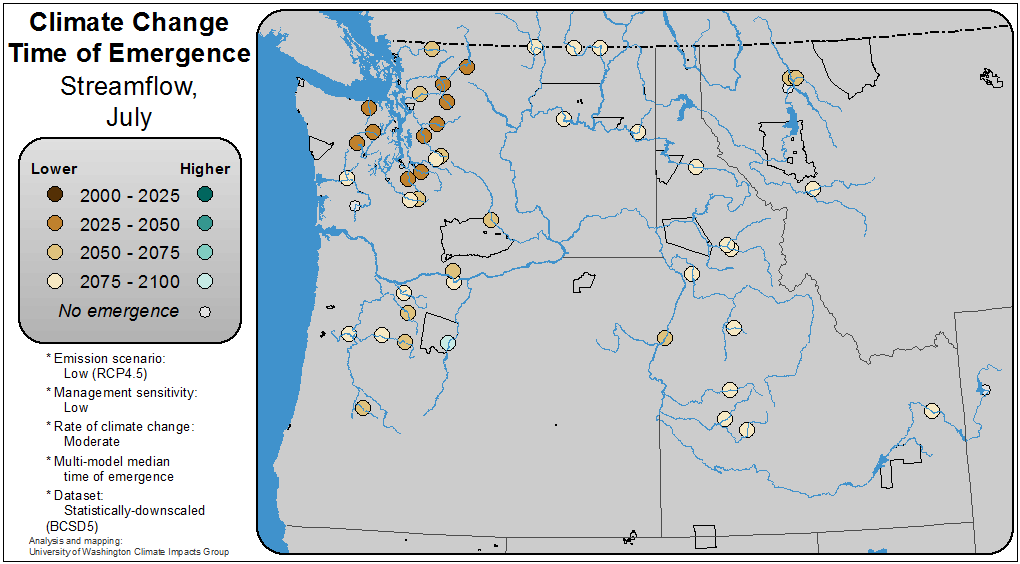 Climate Change
Time of Emergence
Streamflow,
July
Lower Higher
2000 - 2025
2025 - 2050
2050 - 2075
2075 - 2100
No emergence
* Emission scenario:
Low (RCP4.5)
* Management sensitivity:
Low
* Rate of climate change:
Moderate
* Multi-model median
time of emergence
* Dataset:
Statistically-downscaled
(BCSD5)
Analysis and mapping:
University of Washington Climate Impacts Group